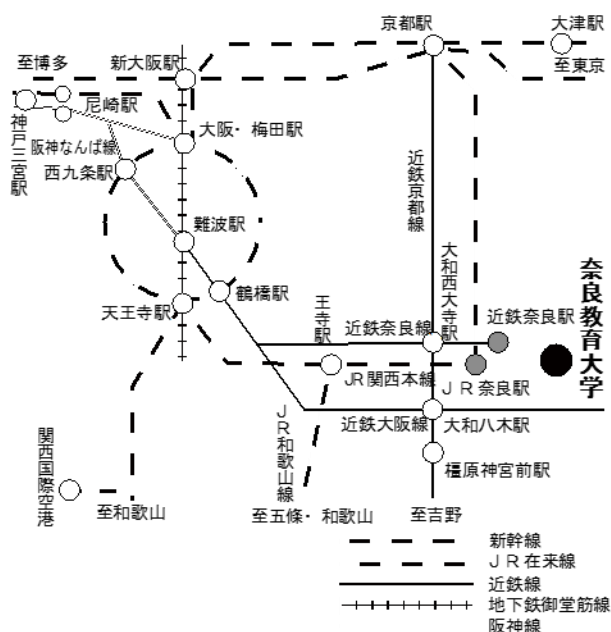 京都駅
大津駅
至博多
新大阪駅
至東京
尼崎駅
神戸三宮駅
大阪・梅田駅
阪神なんば線
西九条駅
近鉄京都線
難波駅
大和西大寺駅
鶴橋駅
天王寺駅
王寺駅
近鉄奈良線
近鉄奈良駅
奈良教育大学
JR関西本線
JR奈良駅
近鉄大阪線
大和八木駅
JR和歌山線
関西国際空港
橿原神宮前駅
至和歌山
至五條・和歌山
至吉野
新幹線
JR在来線
近鉄線
地下鉄御堂筋線
阪神線